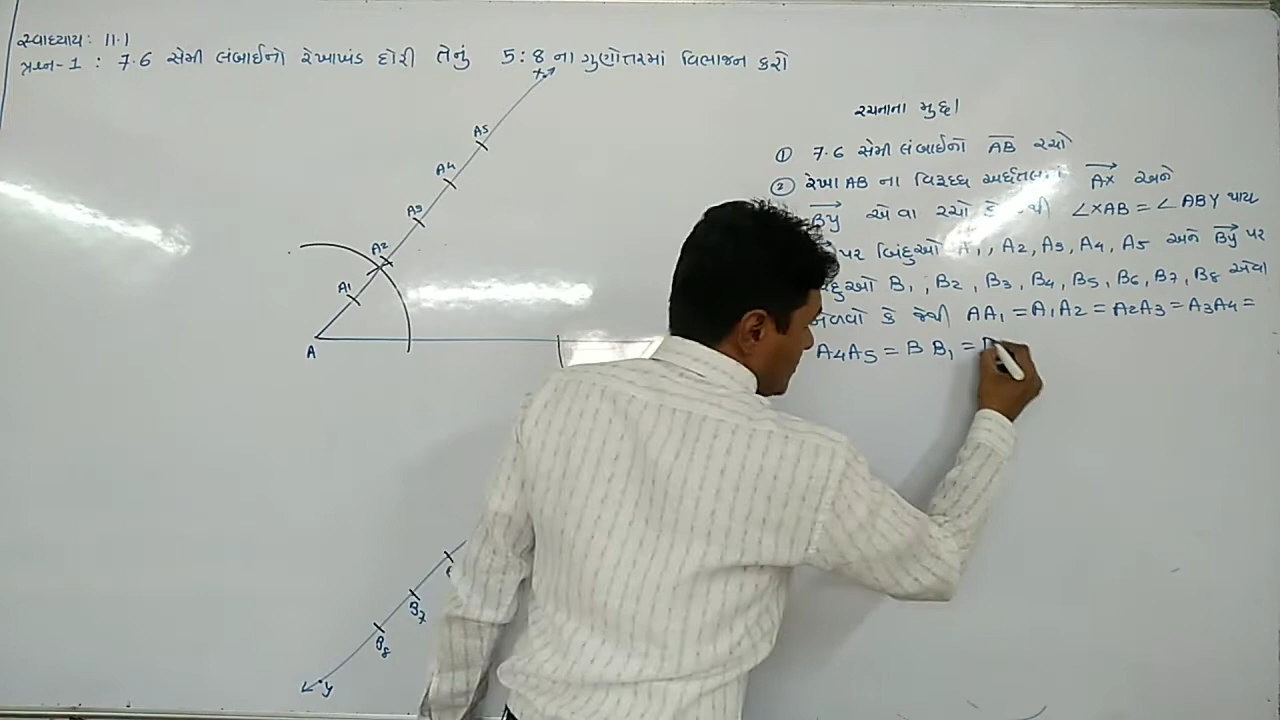 સ્વાધ્યાય: 11.1
પ્રશ્ન-1 : 7.6 સેમી લંબાઈનો રેખાખંડ દોરી તેનું 5:8 ના ગુણોત્તરમાં વિભાજન કરો
x
A5
A4
A3
A2
A1
A
B7
B8
y
રચનાના મુદ્દા
① 7.6 સેમી લંબાઈનો AB રચો
② રેખા AB ના વિરૂધ્ધ AX અને
BY એવા રચો ∠XAB = ∠ABY થાય
પર બિંદુઓ A1, A2, A3, A4, A5 અને BY પર
B1, B2, B3, B4, B5, B6, B7, B8 એવા
મેળવો કે જેથી AA1 = A1A2 = A2A3 = A3A4 =
A4A5 = BB1 =